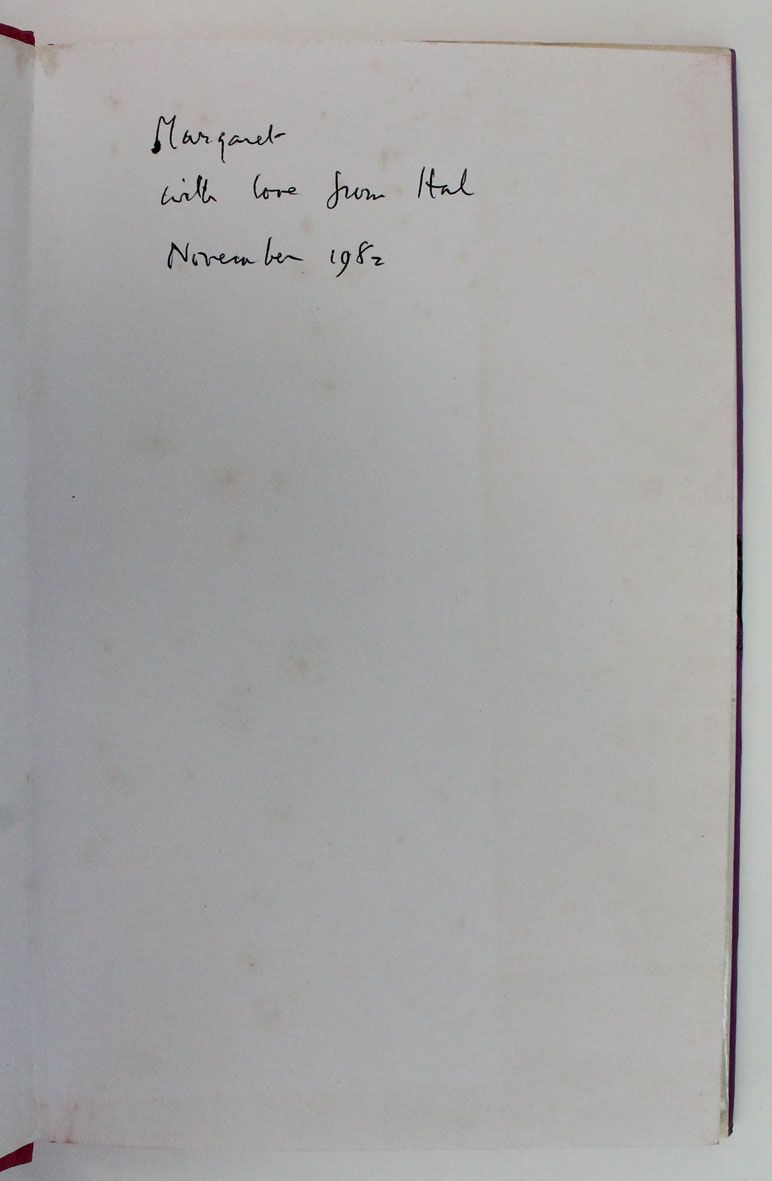 Margaret
with love from Hal
November 1982